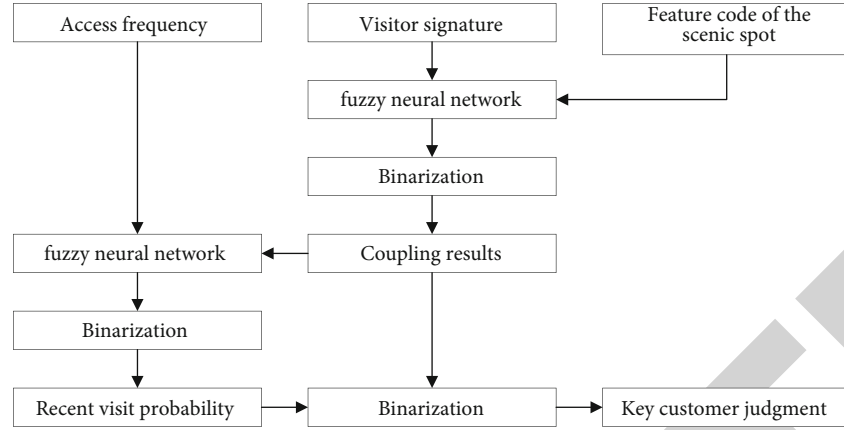 Access frequency
Visitor signature
Feature code of the
scenic spot
fuzzy neural network
Binarization
fuzzy neural network
Coupling results
Binarization
Recent visit probability
Binarization
Key customer judgment